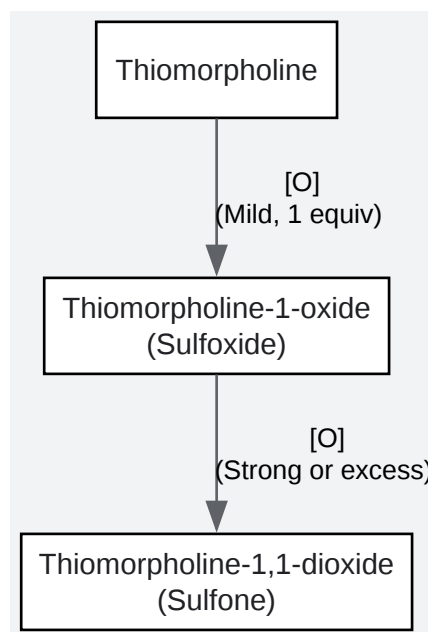 Thiomorpholine
[O]
(Mild, 1 equiv)
Thiomorpholine-1-oxide
(Sulfoxide)
[O]
(Strong or excess)
Thiomorpholine-1,1-dioxide
(Sulfone)